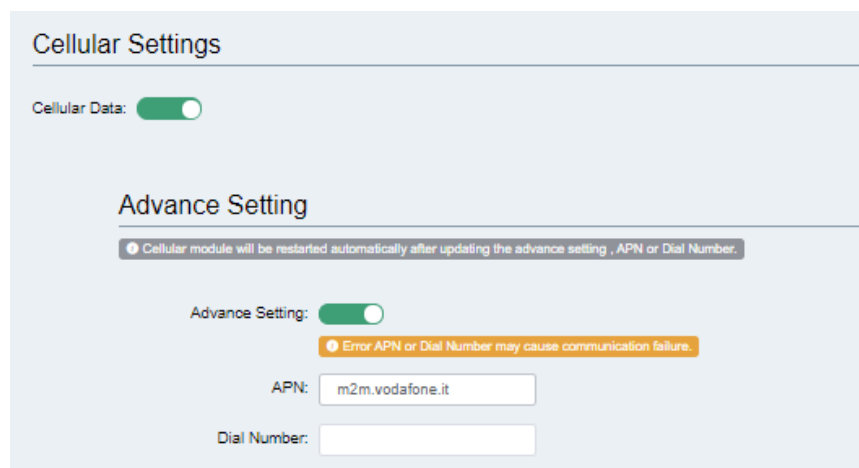 Cellular Settings
Cellular Data:
Advance Setting
Cellular module will be restarted automatically after updating the advance setting , APN or Dial Number.
Advance Setting:
Error APN or Dial Number may cause communication failure.
APN: m2m.vodafone.it
Dial Number: